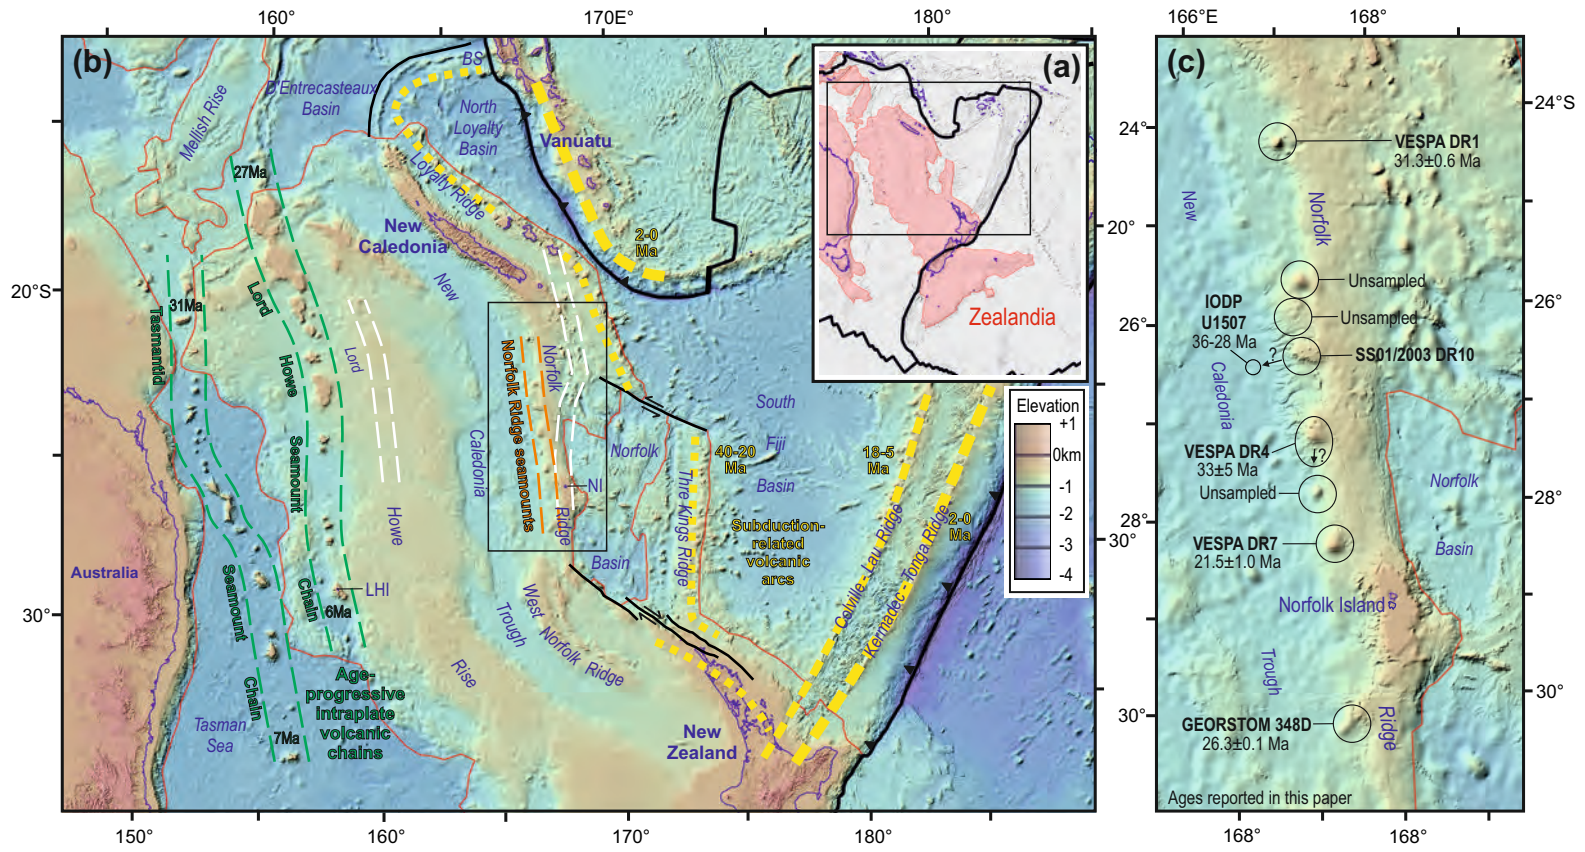 160°
170°E
180°
166°E
168°
(b)
BS
D'Entrecasteaux
Basin
Mellish Rise
North
Loyalty
Basin
Vanuatu
27Ma
Loyalty Ridge
New
Caledonia
2-0
Ma
20°S
31Ma
Tasmantid
Seamount
Chain
Lord
Howe
Seamount
Chain
Lord
Howe
Rise
New
Caledonia
Trough
Norfolk Ridge seamounts
Norfolk
Ridge
NI
Norfolk
Basin
South
Fiji
Basin
40-20
Ma
18-5
Ma
2-0
Ma
Thre Kings Ridge
Subduction-
related
volcanic
arcs
Colville- Lau Ridge
Kermadec - Tonga Ridge
Australia
LHI
6Ma
West
Norfolk
Ridge
30°
30°
Age-
progressive
intraplate
volcanic
chains
Tasman
Sea
7Ma
New
Zealand
150°
160°
170°
180°
(a)
Zealandia
Elevation
+1
0km
-1
-2
-3
-4
(c)
24°S
24°
VESPA DR1
31.3±0.6 Ma
New
Norfolk
20°
Unsampled
IODP
U1507
36-28 Ma
26°
Unsampled
26°
?
SS01/2003 DR10
Caledonia
VESPA DR4
33±5 Ma
?
Unsampled
Norfolk
Basin
28°
28°
VESPA DR7
21.5±1.0 Ma
Norfolk Island
Trough
30°
30°
GEORSTOM 348D
26.3±0.1 Ma
Ridge
Ages reported in this paper
168°
168°